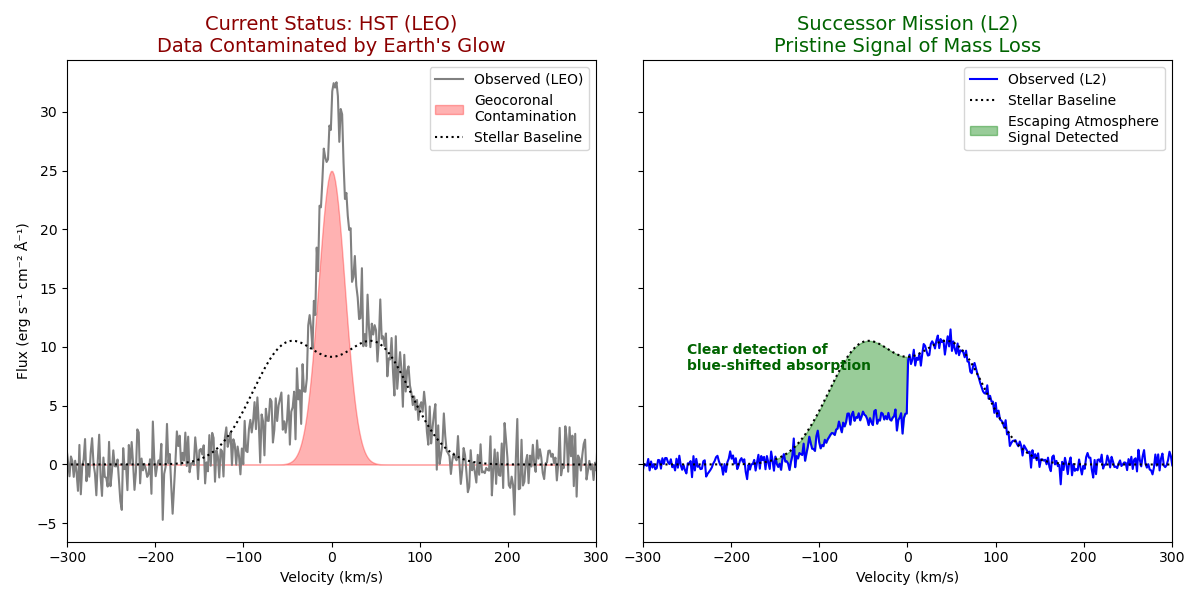 Current Status: HST (LEO)
Data Contaminated by Earth's Glow
Observed (LEO)
Geocoronal
Contamination
Stellar Baseline
Flux (erg s⁻¹ cm⁻² Å⁻¹)
30
25
20
15
10
5
0
−5
−300
−200
−100
0
100
200
300
Velocity (km/s)
Successor Mission (L2)
Pristine Signal of Mass Loss
Observed (L2)
Stellar Baseline
Escaping Atmosphere
Signal Detected
Clear detection of
blue-shifted absorption
−300
−200
−100
0
100
200
300
Velocity (km/s)